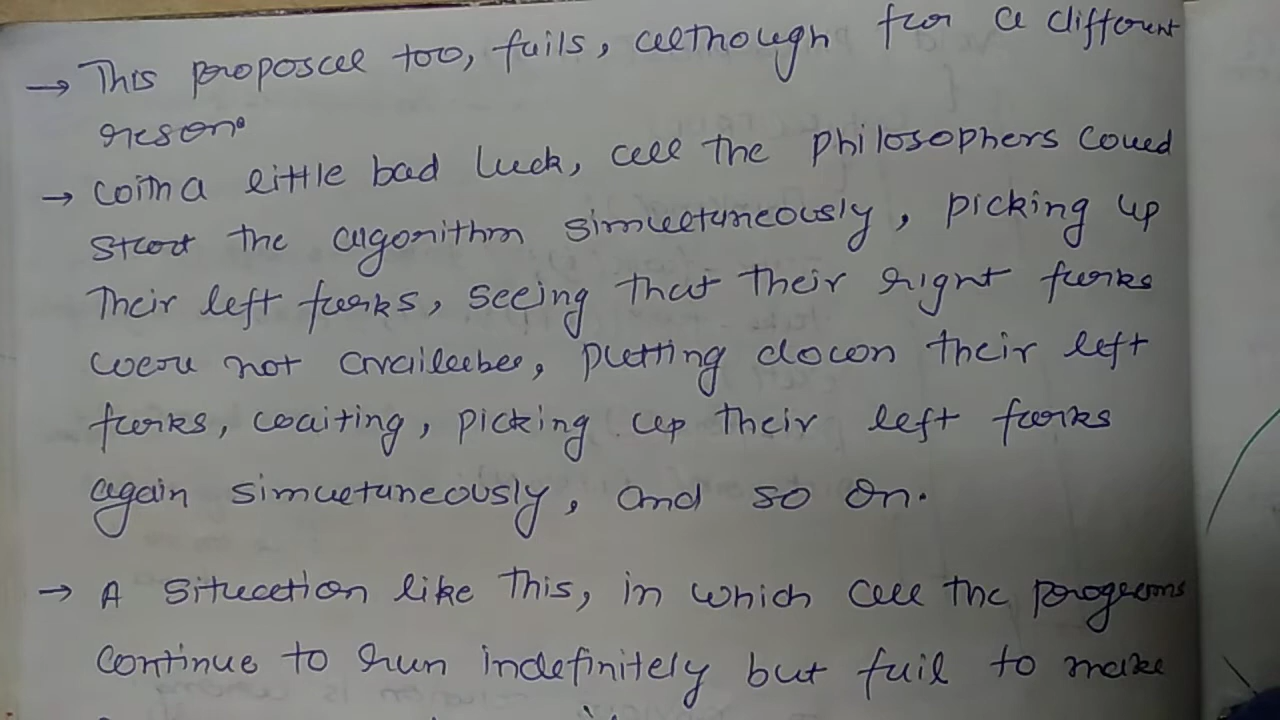 → This proposal too, fails, although for a different
reson.
→ with a little bad luck, all the philosophers could
start the algorithm simultaneously, picking up
Their left forks, seeing that their right forks
were not available, putting down their left
forks, waiting, picking up their left forks
again simultaneously, and so on.
→ A situation like this, in which all the programs
continue to run indefinitely but fail to make